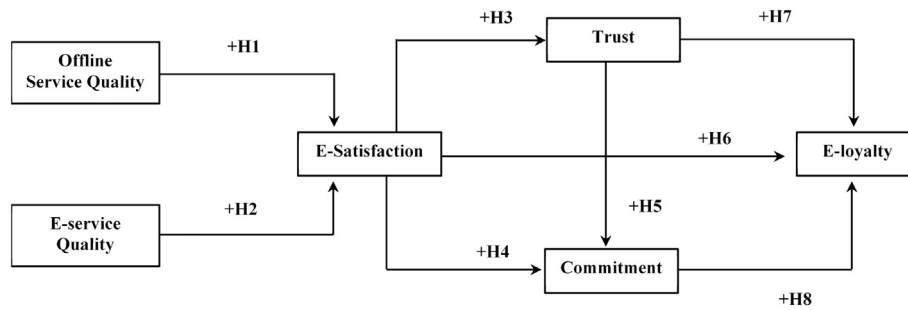 +H3
+H7
Trust
Offline
Service Quality
+H1
E-Satisfaction
+H6
E-loyalty
E-service
Quality
+H2
+H5
+H4
Commitment
+H8